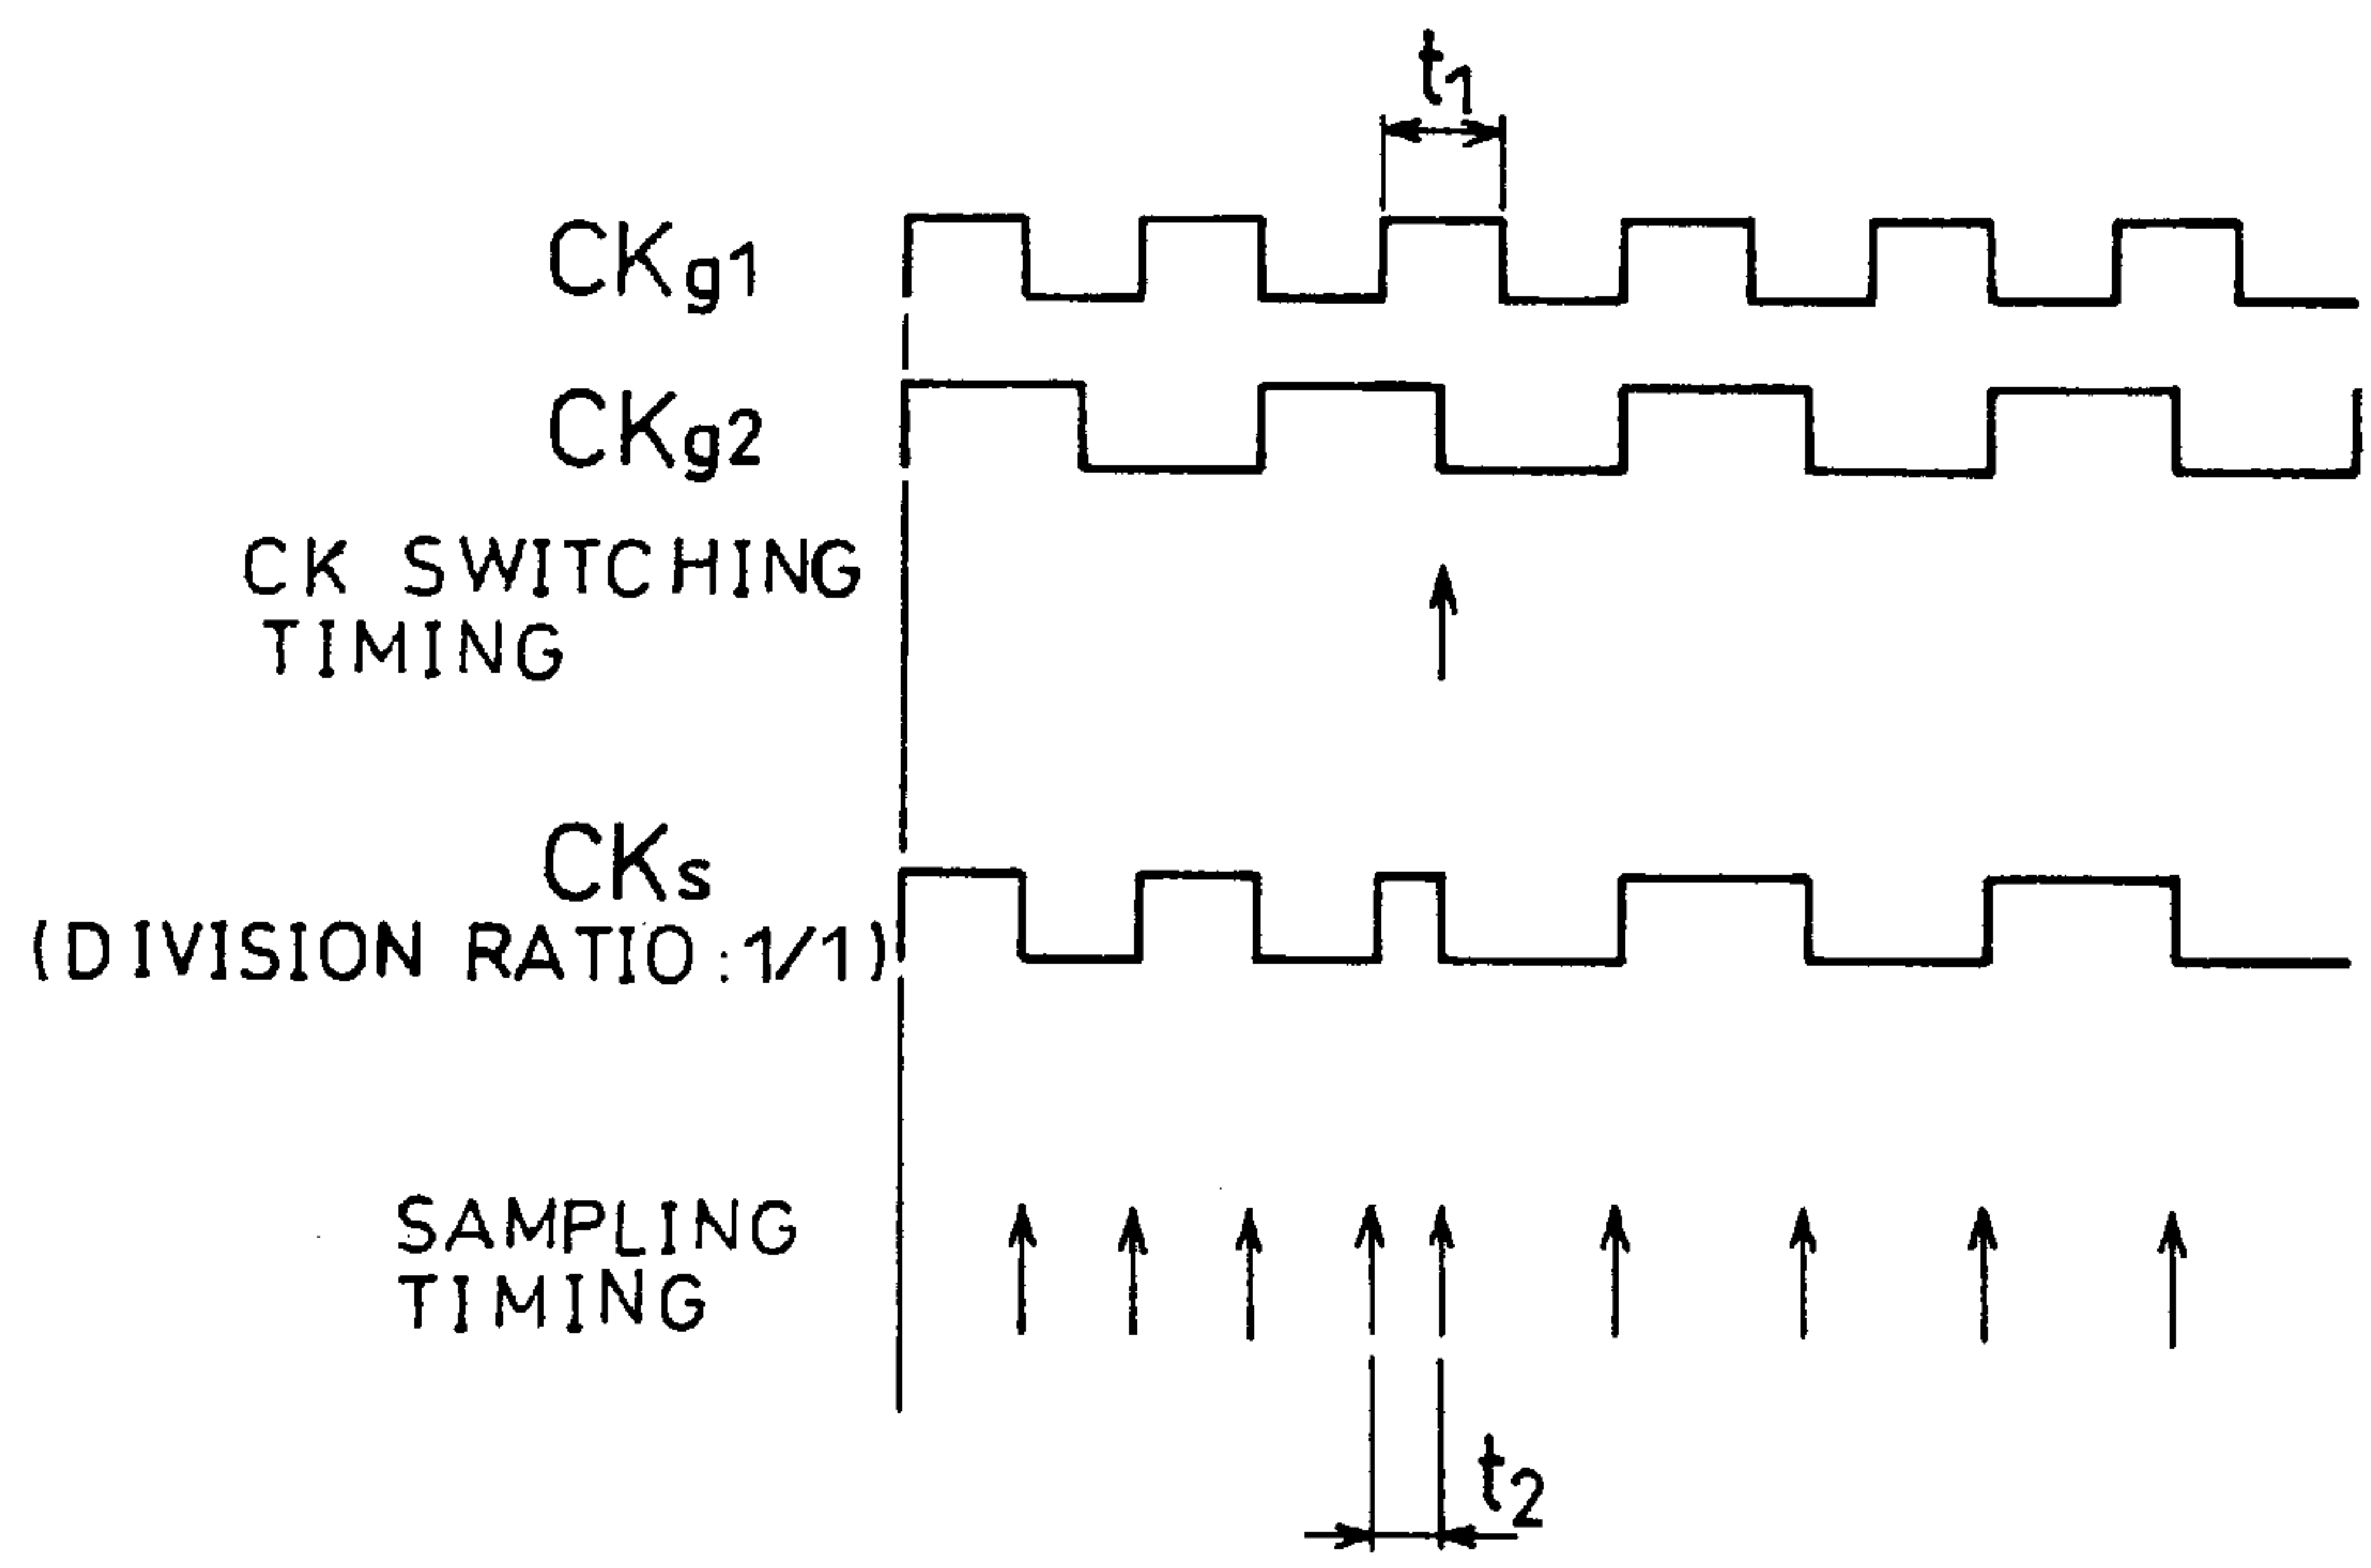 t1
CKg1
CKg2
CK SWITCHING
TIMING
CKs
(DIVISION RATIO:1/1)
SAMPLING
TIMING
t2